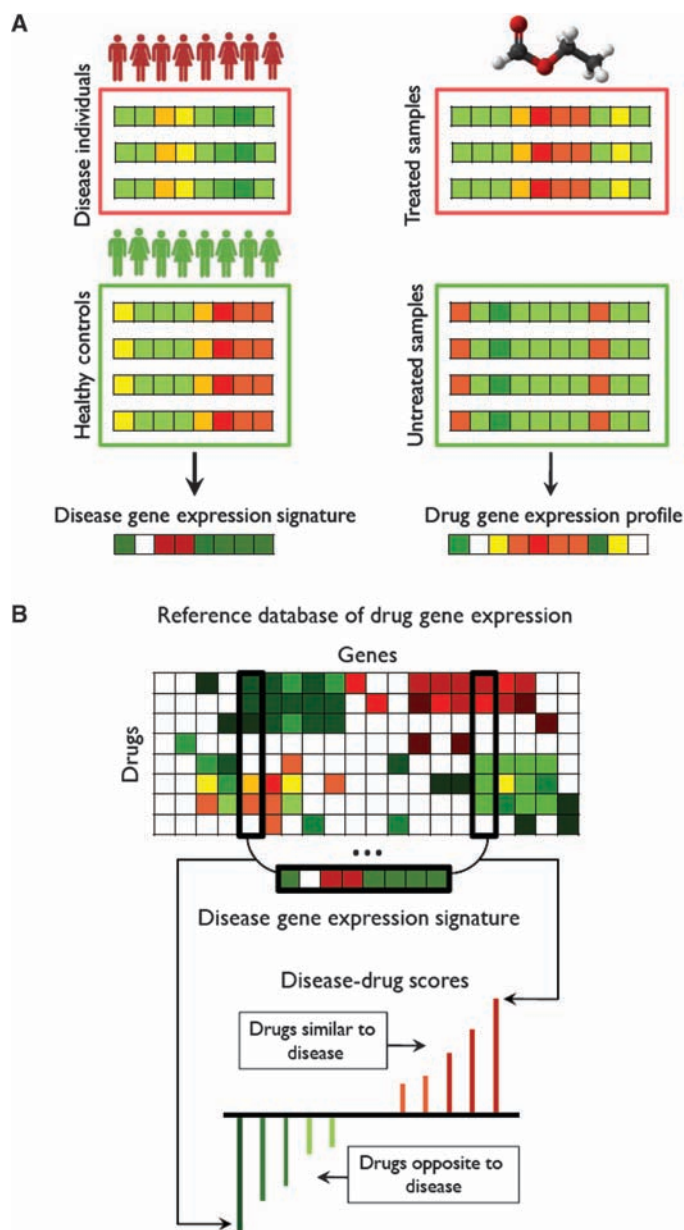 A
Disease individuals
Treated samples
Healthy controls
Untreated samples
Disease gene expression signature
Drug gene expression profile
B
Reference database of drug gene expression
Genes
Drugs
...
Disease gene expression signature
Disease-drug scores
Drugs similar to
disease
Drugs opposite to
disease